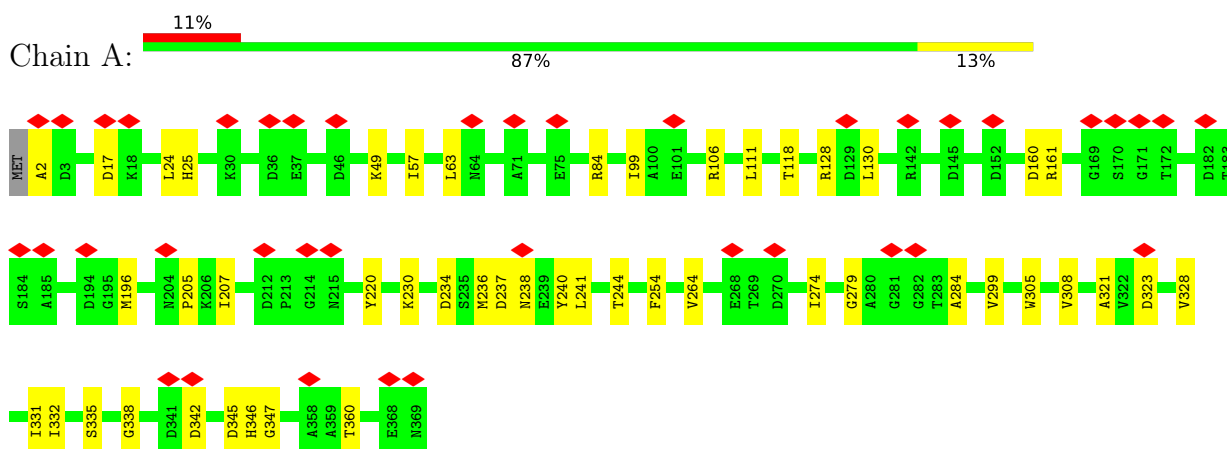 11%
Chain A:
87% 13%
MET A2 D3 D17 K18 L24 H25 K30 D36 E37 D46 K49 I57 L63 N64 A71 E75 R84 I99 A100 E101 R106 L111 T118 R128 D129 L130 R142 D145 D152 D160 R161 G169 S170 G171 T172 D182 T183
S184 A185 D194 G195 M196 N204 P205 K206 I207 D212 P213 G214 N215 Y220 K230 D234 S235 M236 D237 N238 E239 Y240 L241 T244 F254 V264 E268 T269 D270 I274 G279 A280 G281 G282 T283 A284 V299 W305 V308 A321 V322 D323 V328
I331 I332 S335 G338 D341 D342 D345 H346 G347 A358 A359 T360 E368 N369